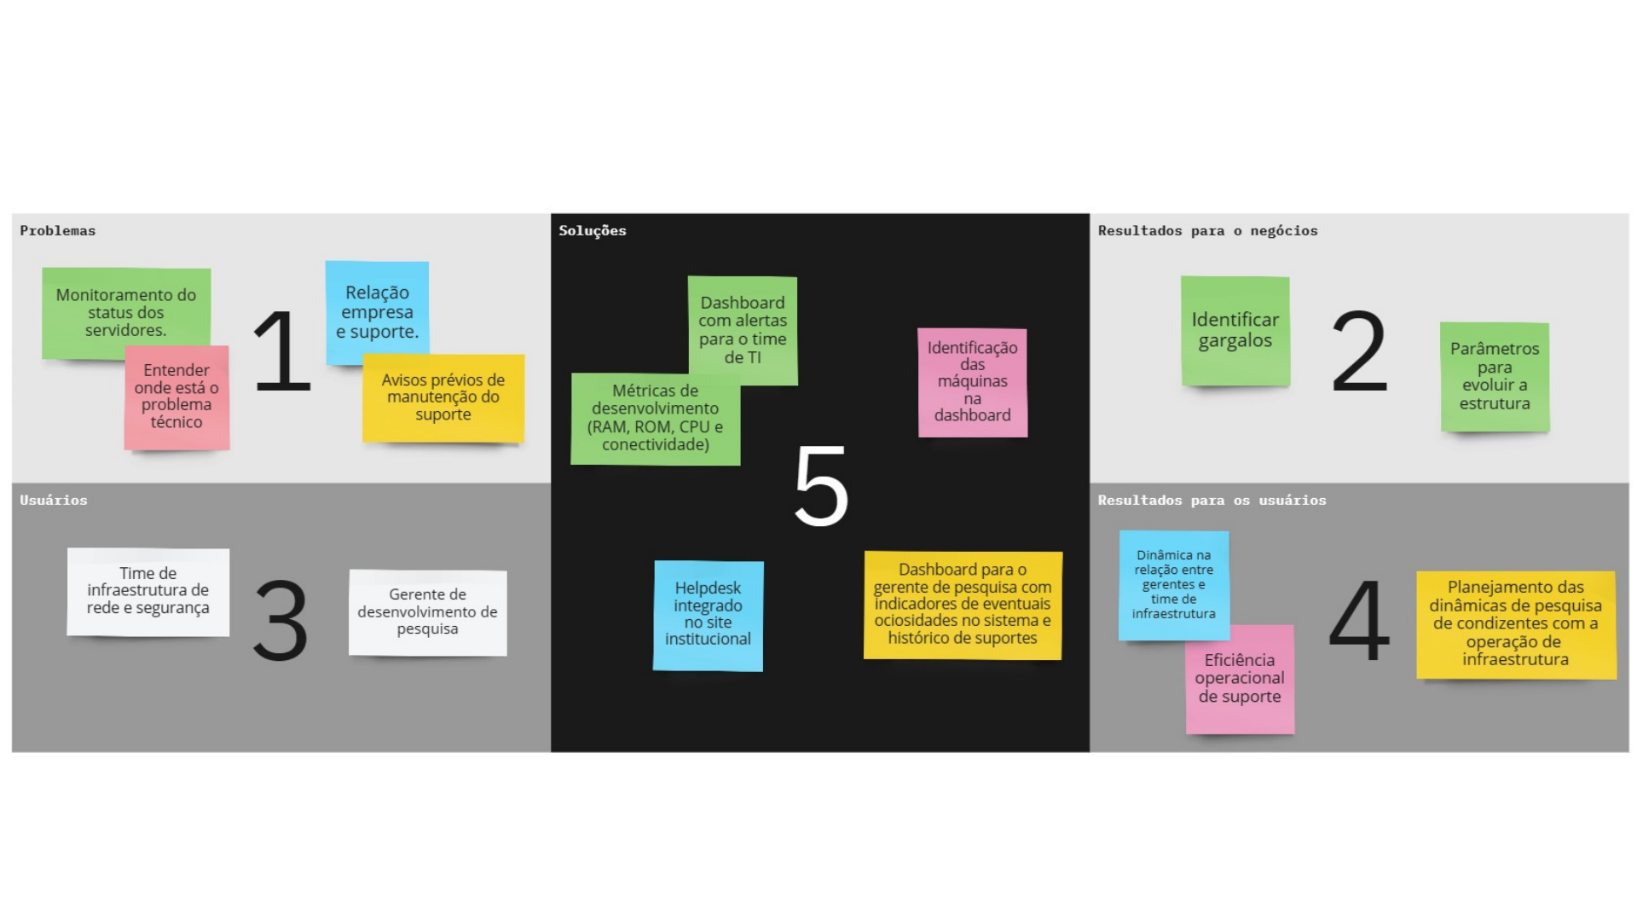 Problemas
Monitoramento do
status dos
servidores.
Entender
onde está o
problema
técnico
1
Relação
empresa
e suporte.
Avisos prévios de
manutenção do
suporte
Usuários
Time de
infraestrutura de
rede e segurança
3
Gerente de
desenvolvimento de
pesquisa
Soluções
Dashboard
com alertas
para o time
de TI
Métricas de
desenvolvimento
(RAM, ROM, CPU e
conectividade)
Identificação
das
máquinas
na
dashboard
5
Helpdesk
integrado
no site
institucional
Dashboard para o
gerente de pesquisa com
indicadores de eventuais
ociosidades no sistema e
histórico de suportes
Resultados para o negócios
Identificar
gargalos
2
Parâmetros
para
evoluir a
estrutura
Resultados para os usuários
Dinâmica na
relação entre
gerentes e
time de
infraestrutura
Eficiência
operacional
de suporte
4
Planejamento das
dinâmicas de pesquisa
de condizentes com a
operação de
infraestrutura